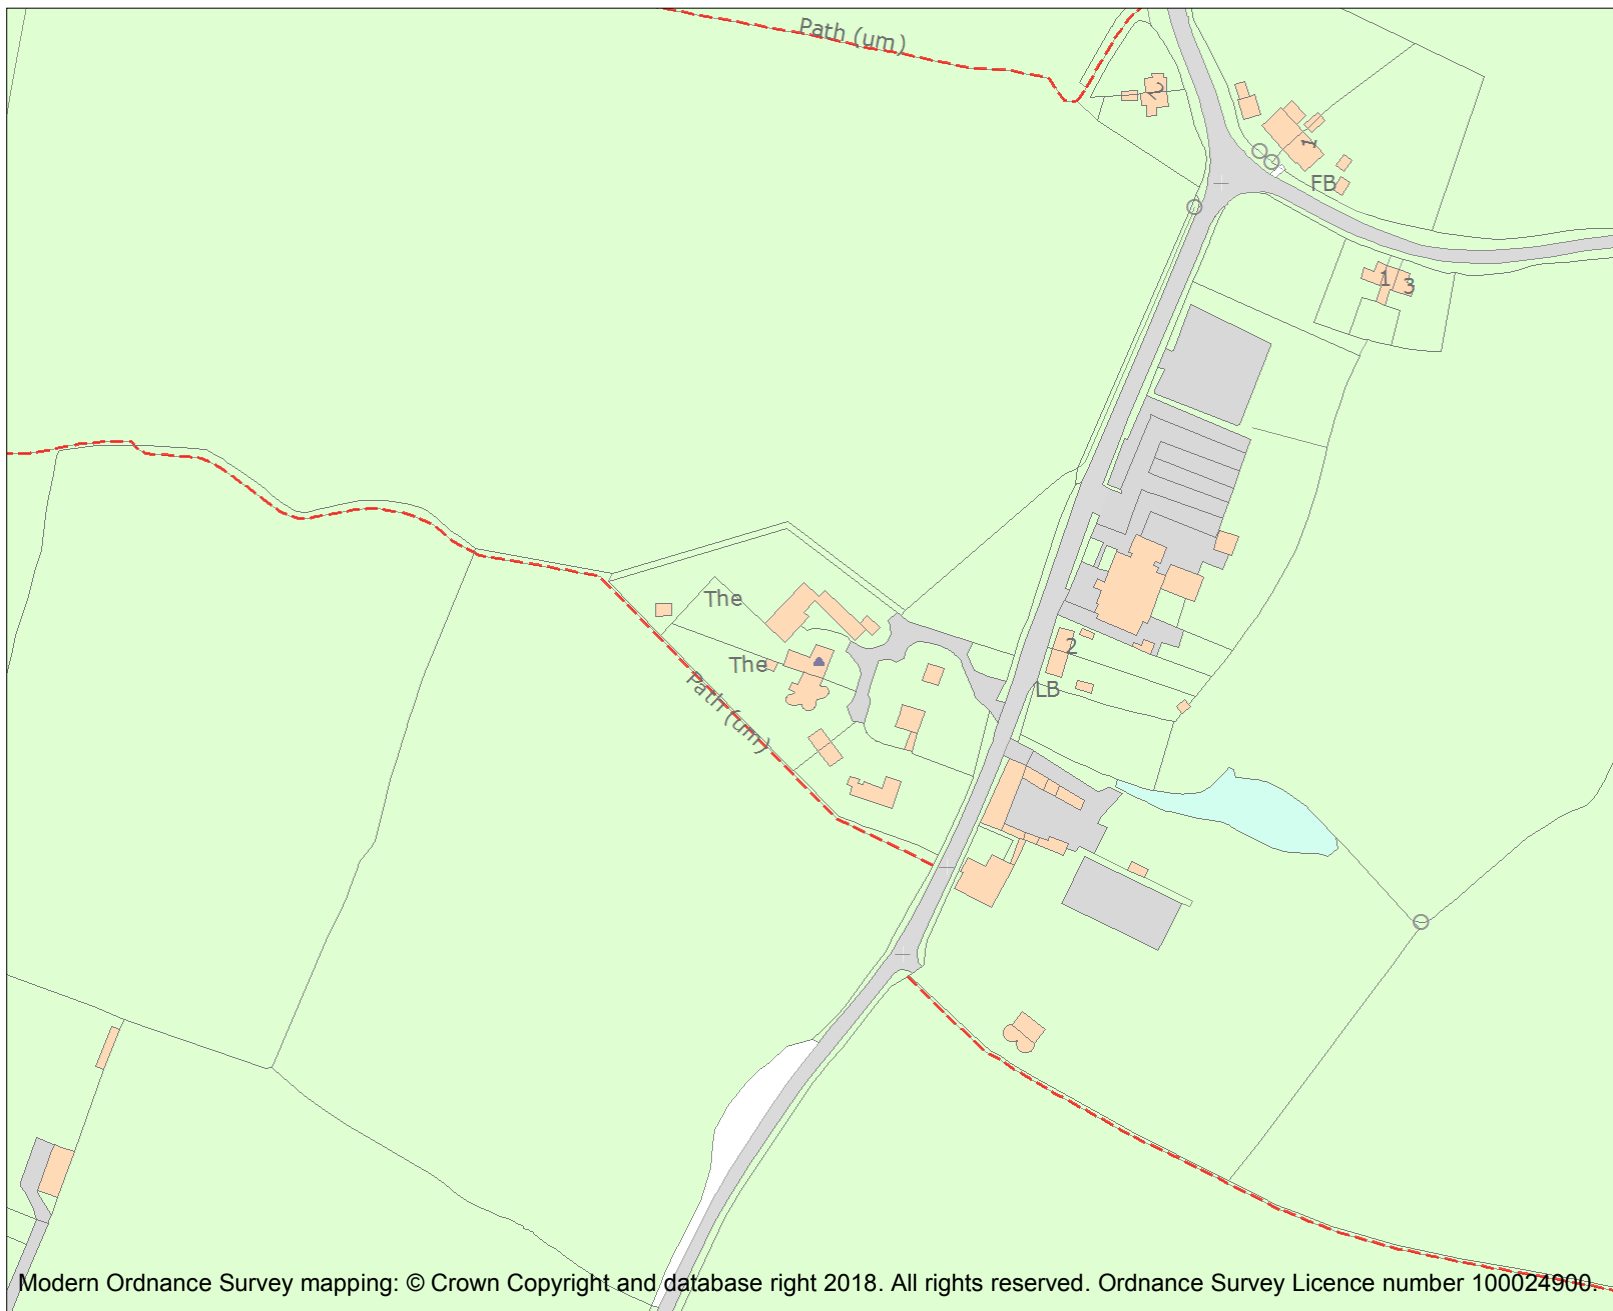 Path (um)
2
1
FB
1
3
The
2
The
LB
Path (um)
Modern Ordnance Survey mapping: © Crown Copyright and database right 2018. All rights reserved. Ordnance Survey Licence number 100024900.